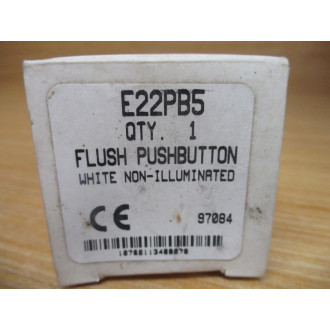 E22PB5
QTY. 1
FLUSH PUSHBUTTON
WHITE NON-ILLUMINATED
CE 97084